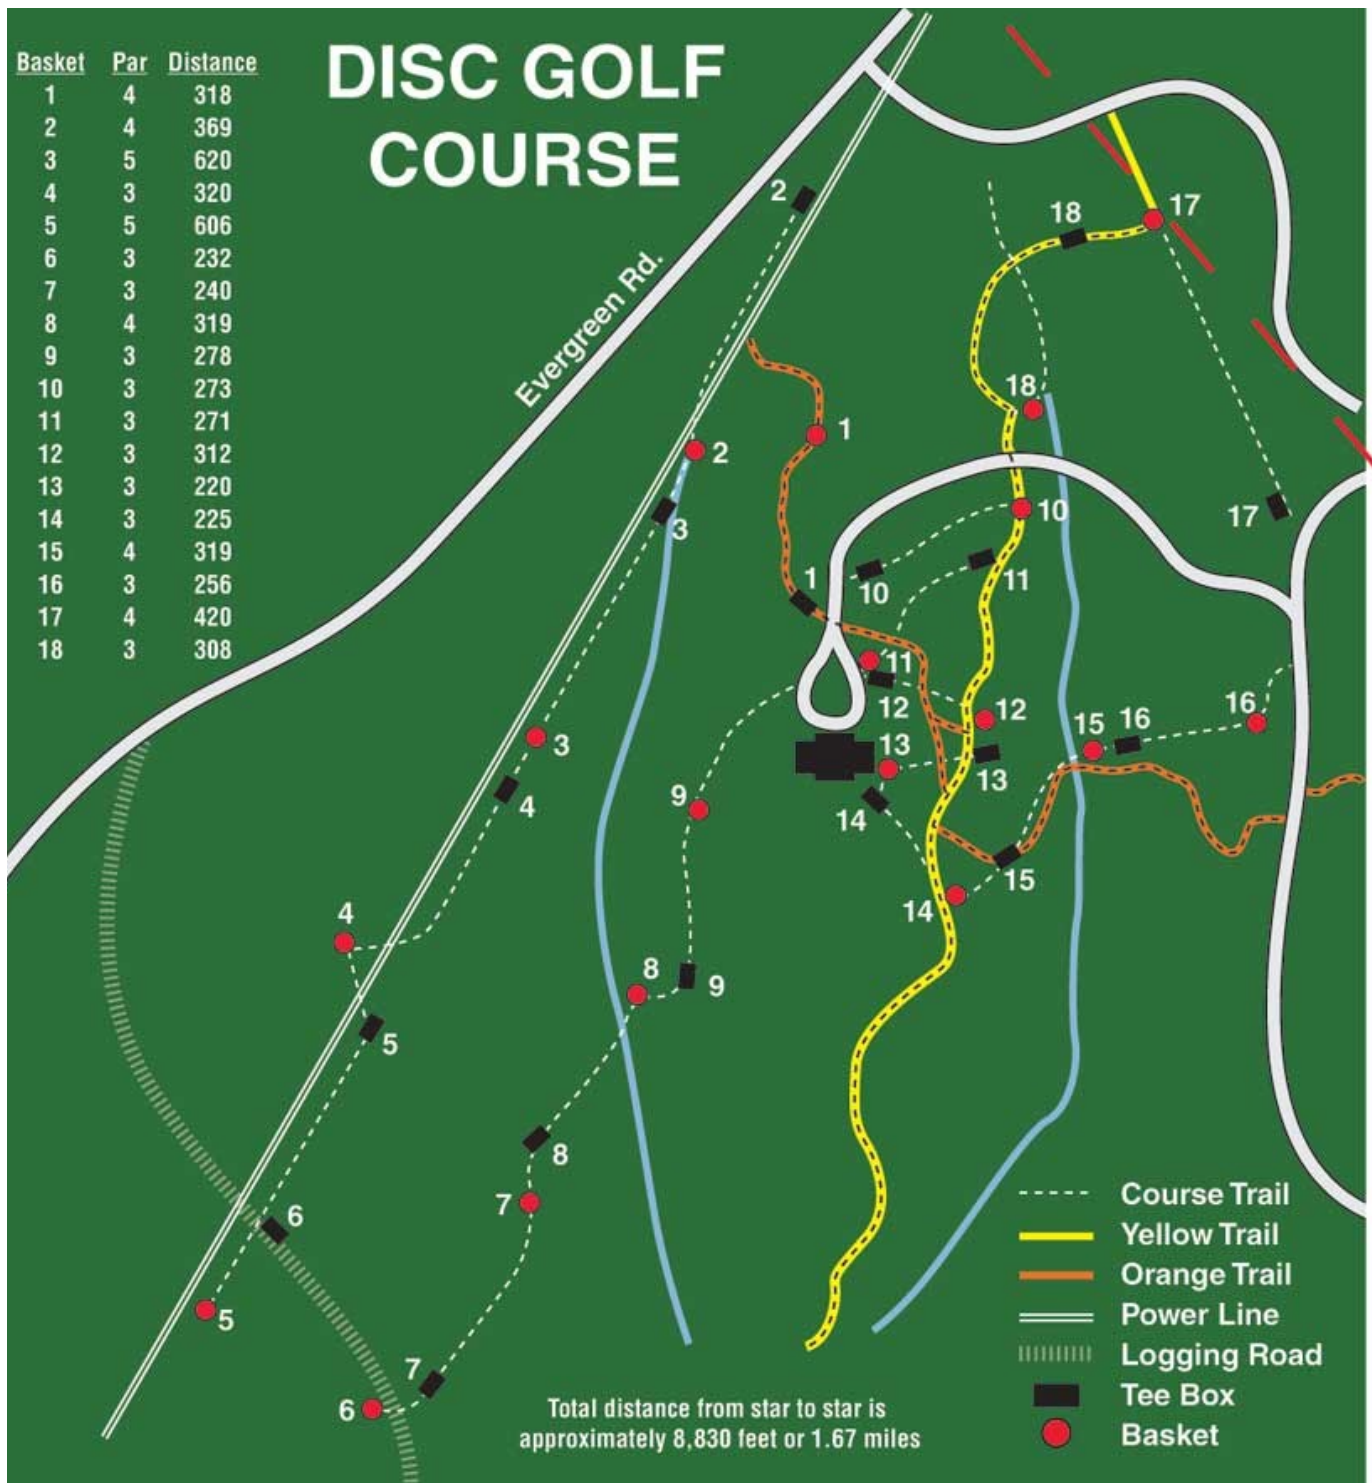 DISC GOLF
COURSE
Basket Par Distance
1 4 318
2 4 369
3 5 620
4 3 320
5 5 606
6 3 232
7 3 240
8 4 319
9 3 278
10 3 273
11 3 271
12 3 312
13 3 220
14 3 225
15 4 319
16 3 256
17 4 420
18 3 308
Evergreen Rd.
2
17
18
18
1
2
10
17
3
11
1
10
11
12
12
16
15
16
3
13
13
9
4
14
15
14
4
8
9
5
8
7
6
5
7
6
Course Trail
Yellow Trail
Orange Trail
Power Line
Logging Road
Tee Box
Basket
Total distance from star to star is
approximately 8,830 feet or 1.67 miles